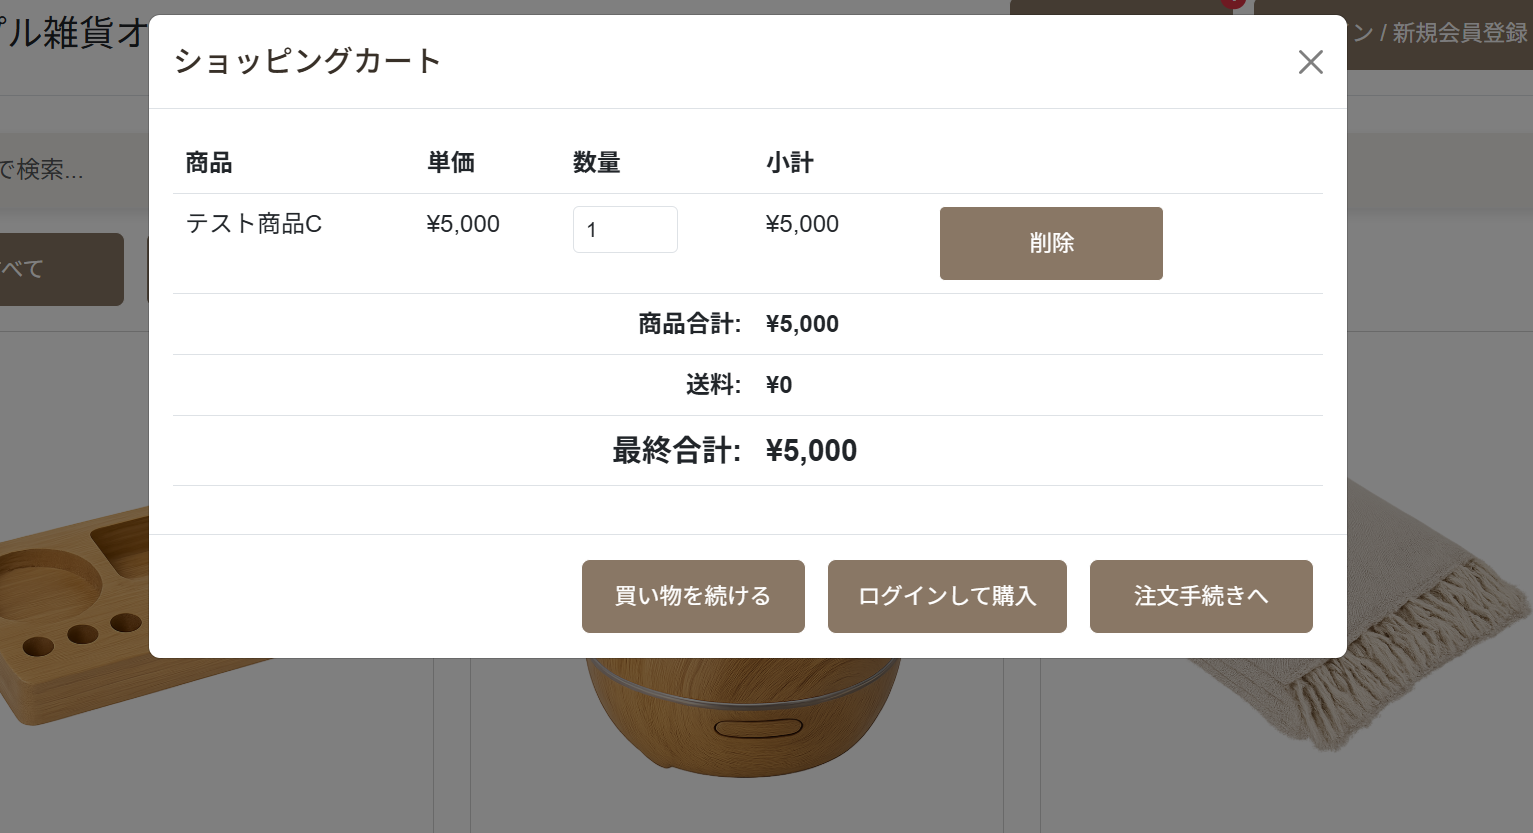 プル雑貨オ
ン / 新規会員登録
ショッピングカート
で検索...
べて
商品 単価 数量 小計
テスト商品C ¥5,000 1 ¥5,000 削除
商品合計: ¥5,000
送料: ¥0
最終合計: ¥5,000
買い物を続ける ログインして購入 注文手続きへ